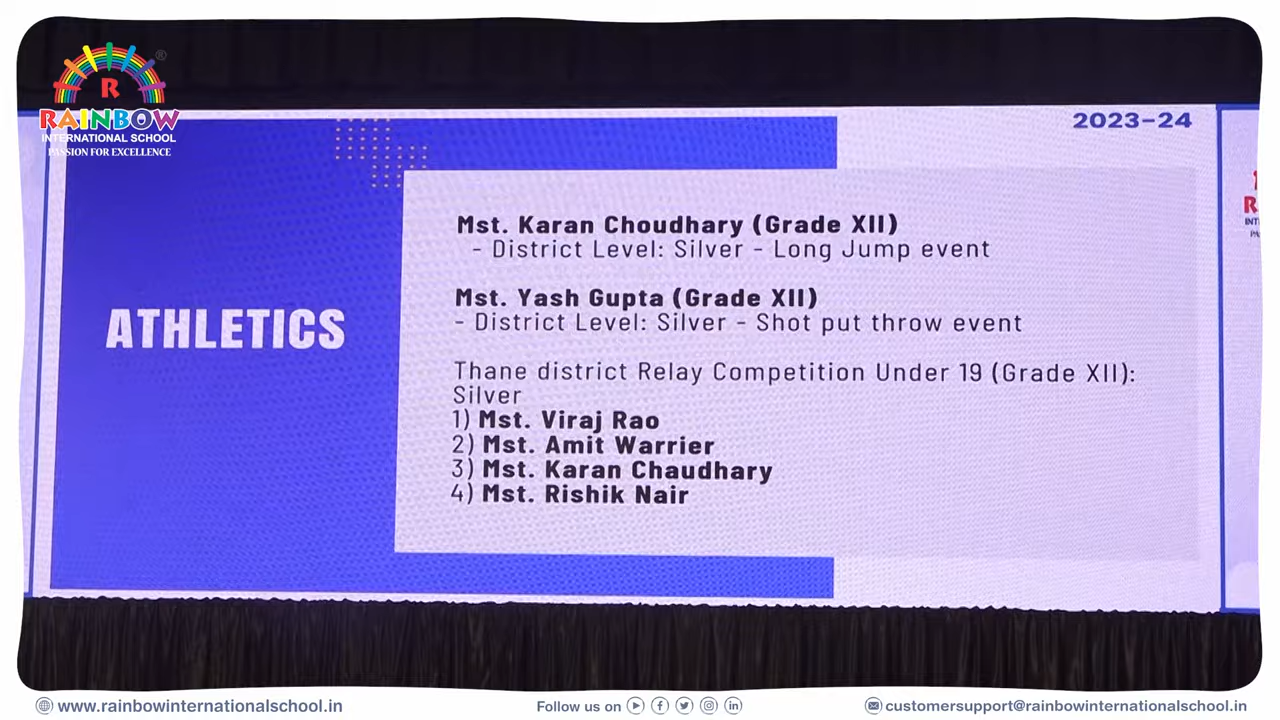 R
®
RAINBOW
INTERNATIONAL SCHOOL
PASSION FOR EXCELLENCE
2023-24
ATHLETICS
Mst. Karan Choudhary (Grade XII)
- District Level: Silver - Long Jump event
Mst. Yash Gupta (Grade XII)
- District Level: Silver - Shot put throw event
Thane district Relay Competition Under 19 (Grade XII):
Silver
1) Mst. Viraj Rao
2) Mst. Amit Warrier
3) Mst. Karan Chaudhary
4) Mst. Rishik Nair
www.rainbowinternationalschool.in
Follow us on
customersupport@rainbowinternationalschool.in